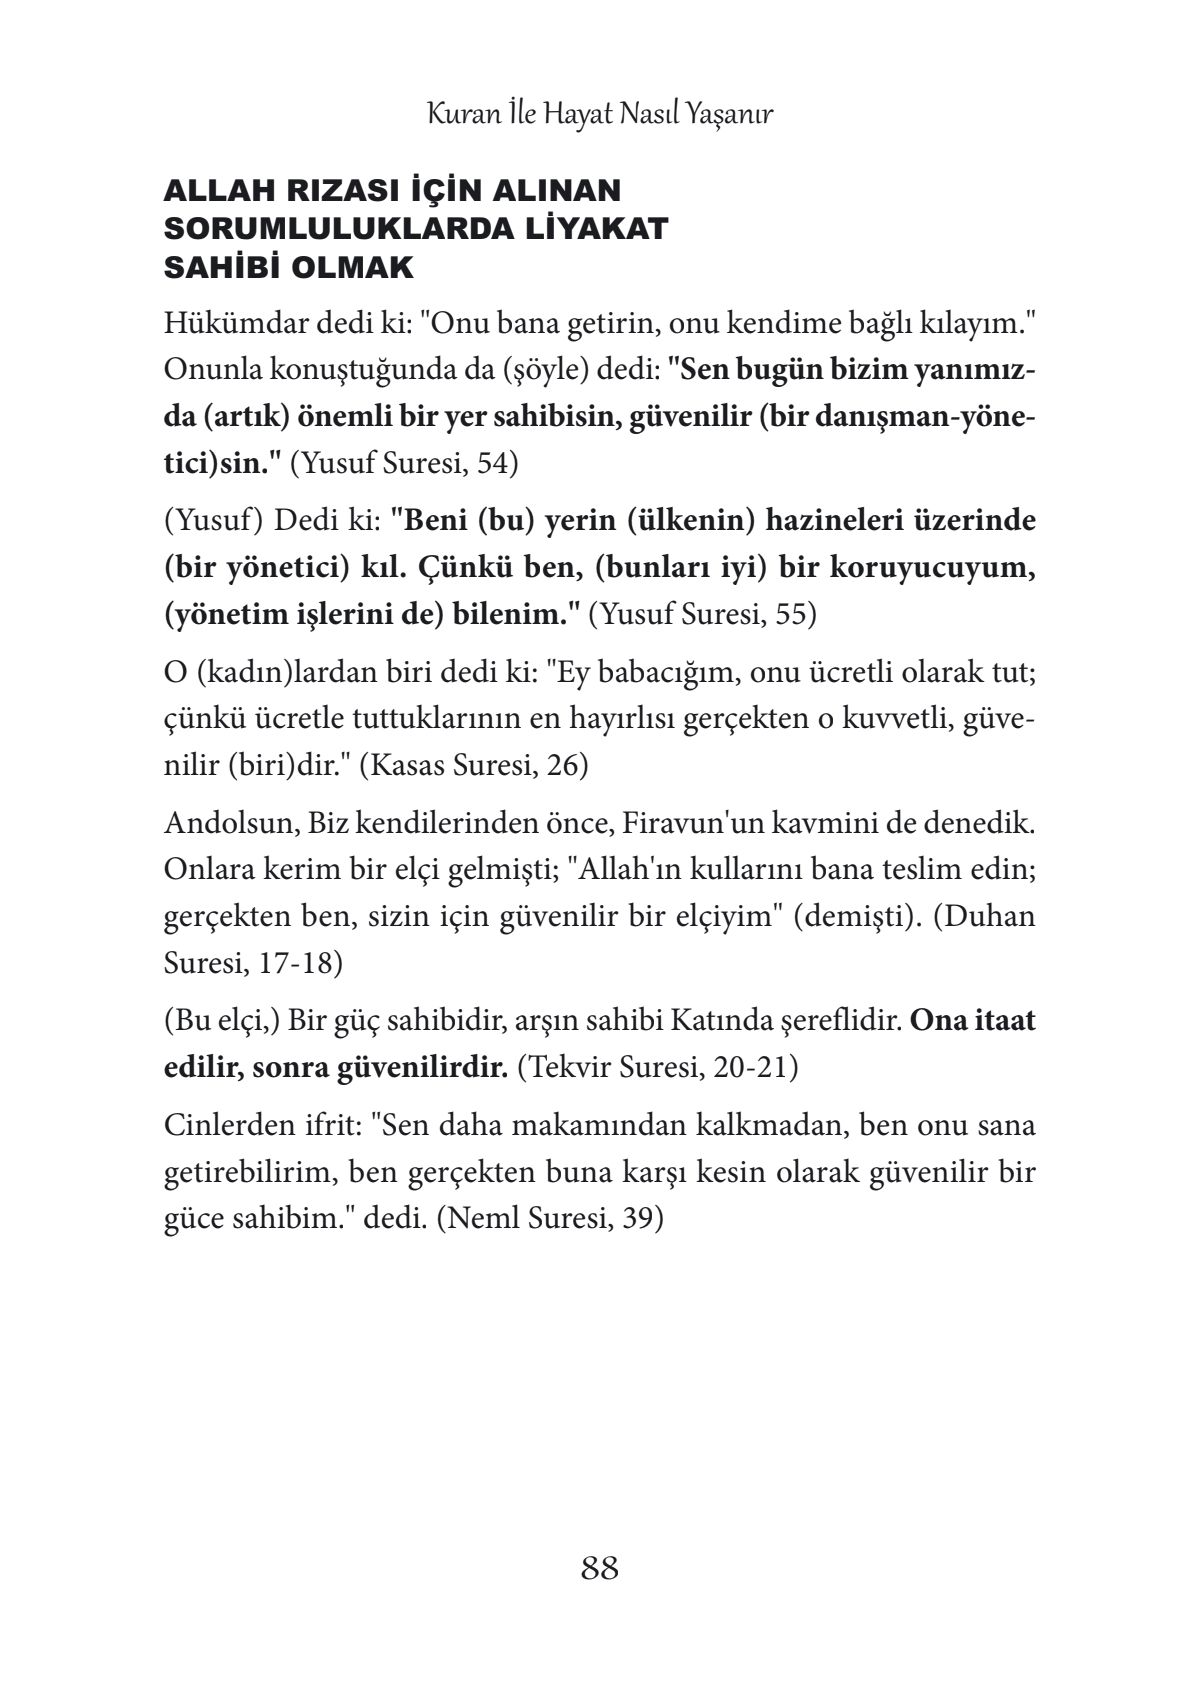 Kuran İle Hayat Nasıl Yaşanır
ALLAH RIZASI İÇİN ALINAN
SORUMLULUKLARDA LİYAKAT
SAHİBİ OLMAK
Hükümdar dedi ki: "Onu bana getirin, onu kendime bağlı kılayım."
Onunla konuştuğunda da (şöyle) dedi: "Sen bugün bizim yanımız-
da (artık) önemli bir yer sahibisin, güvenilir (bir danışman-yöne-
tici)sin." (Yusuf Suresi, 54)
(Yusuf) Dedi ki: "Beni (bu) yerin (ülkenin) hazineleri üzerinde
(bir yönetici) kıl. Çünkü ben, (bunları iyi) bir koruyucuyum,
(yönetim işlerini de) bilenim." (Yusuf Suresi, 55)
O (kadın)lardan biri dedi ki: "Ey babacığım, onu ücretli olarak tut;
çünkü ücretle tuttuklarının en hayırlısı gerçekten o kuvvetli, güve-
nilir (biri)dir." (Kasas Suresi, 26)
Andolsun, Biz kendilerinden önce, Firavun'un kavmini de denedik.
Onlara kerim bir elçi gelmişti; "Allah'ın kullarını bana teslim edin;
gerçekten ben, sizin için güvenilir bir elçiyim" (demişti). (Duhan
Suresi, 17-18)
(Bu elçi,) Bir güç sahibidir, arşın sahibi Katında şereflidir. Ona itaat
edilir, sonra güvenilirdir. (Tekvir Suresi, 20-21)
Cinlerden ifrit: "Sen daha makamından kalkmadan, ben onu sana
getirebilirim, ben gerçekten buna karşı kesin olarak güvenilir bir
güce sahibim." dedi. (Neml Suresi, 39)
88